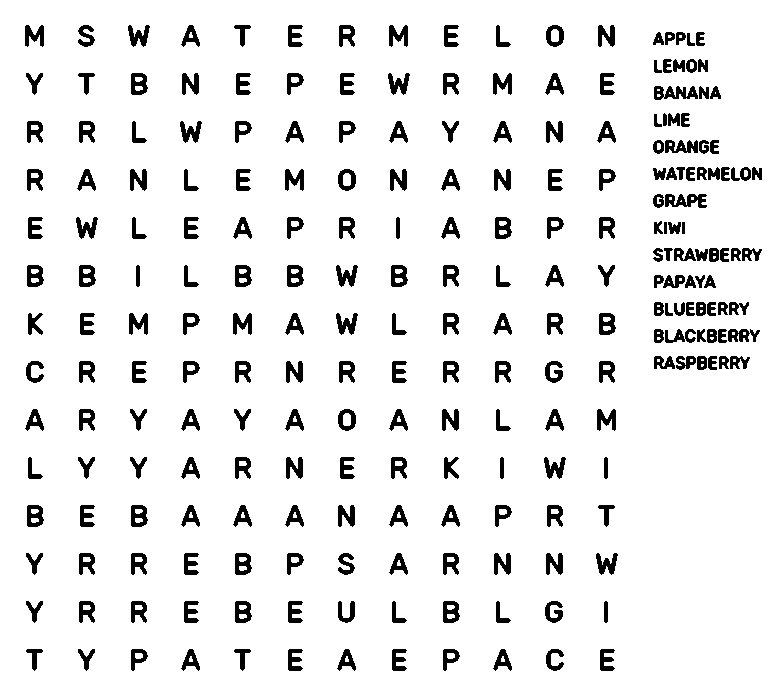 M S W A T E R M E L O N
Y T B N E P E W R M A E
R R L W P A P A Y A N A
R A N L E M O N A N E P
E W L E A P R I A B P R
B B I L B B W B R L A Y
K E M P M A W L R A R B
C R E P R N R E R R G R
A R Y A Y A O A N L A M
L Y Y A R N E R K I W I
B E B A A A N A A P R T
Y R R E B P S A R N N W
Y R R E B E U L B L G I
T Y P A T E A E P A C E
APPLE
LEMON
BANANA
LIME
ORANGE
WATERMELON
GRAPE
KIWI
STRAWBERRY
PAPAYA
BLUEBERRY
BLACKBERRY
RASPBERRY